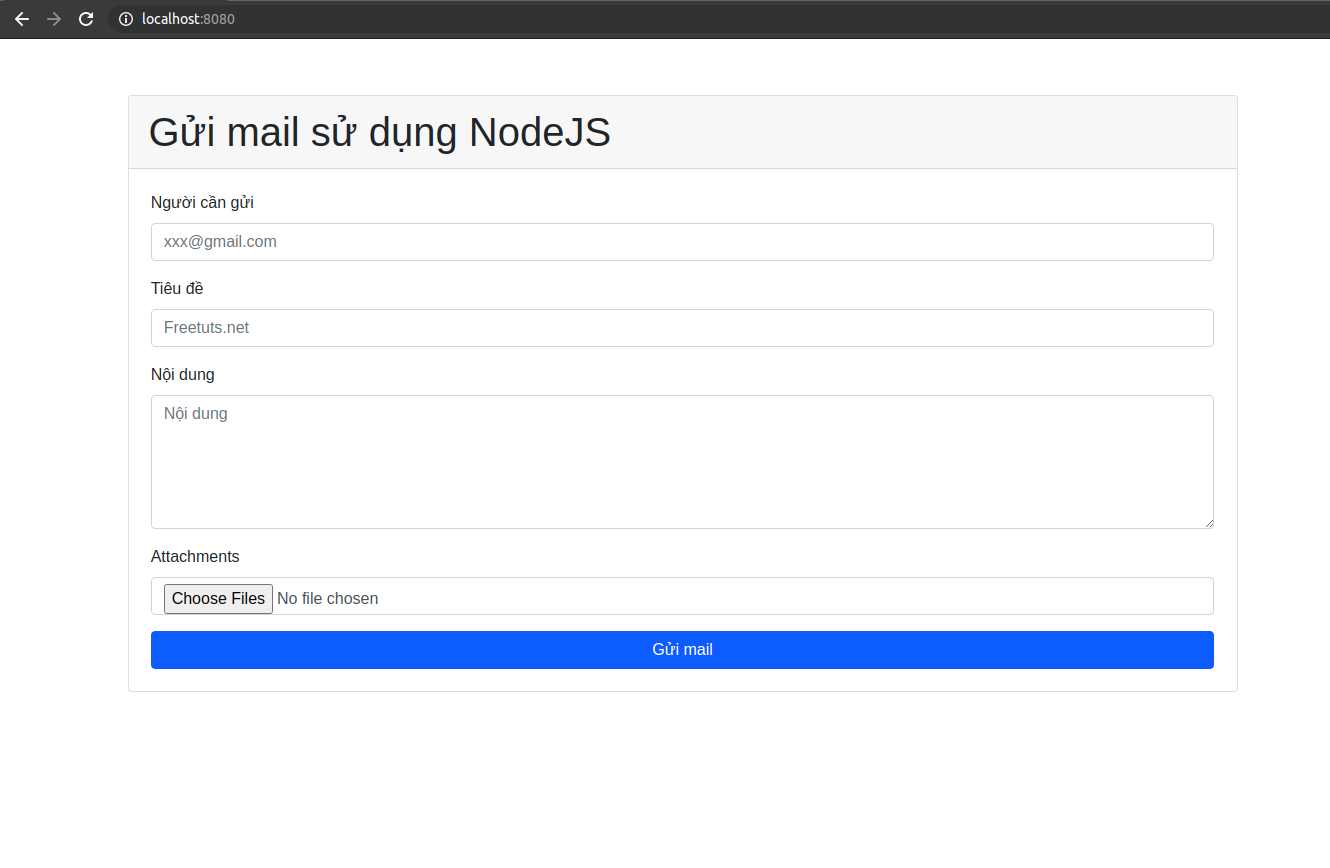 localhost:8080
Gửi mail sử dụng NodeJS
Người cần gửi
xxx@gmail.com
Tiêu đề
Freetuts.net
Nội dung
Nội dung
Attachments
Choose Files No file chosen
Gửi mail